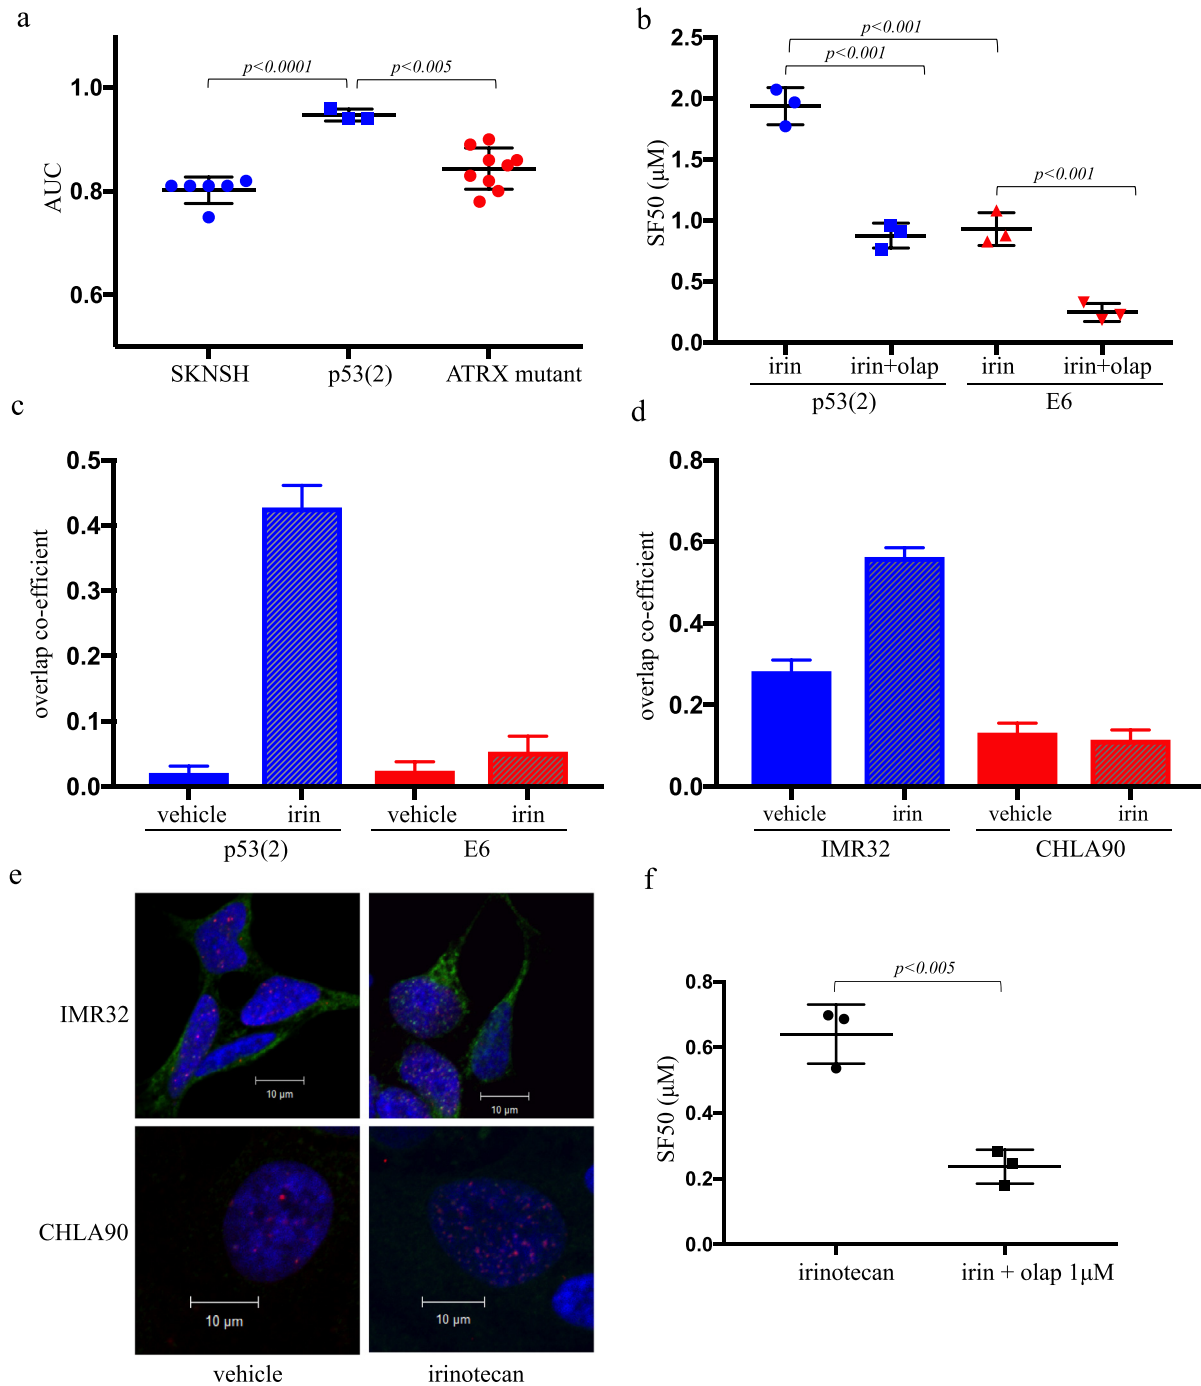 a
p<0.0001
p<0.005
1.0
0.8
0.6
AUC
SKNSH
p53(2)
ATRX mutant
b
p<0.001
p<0.001
p<0.001
2.5
2.0
1.5
1.0
0.5
0.0
SF50 (µM)
irin
irin+olap
irin
irin+olap
p53(2)
E6
c
0.5
0.4
0.3
0.2
0.1
0.0
overlap co-efficient
vehicle
irin
vehicle
irin
p53(2)
E6
d
0.8
0.6
0.4
0.2
0.0
overlap co-efficient
vehicle
irin
vehicle
irin
IMR32
CHLA90
e
IMR32
10 µm
10 µm
CHLA90
10 µm
10 µm
vehicle
irinotecan
f
p<0.005
0.8
0.6
0.4
0.2
0.0
SF50 (µM)
irinotecan
irin + olap 1µM